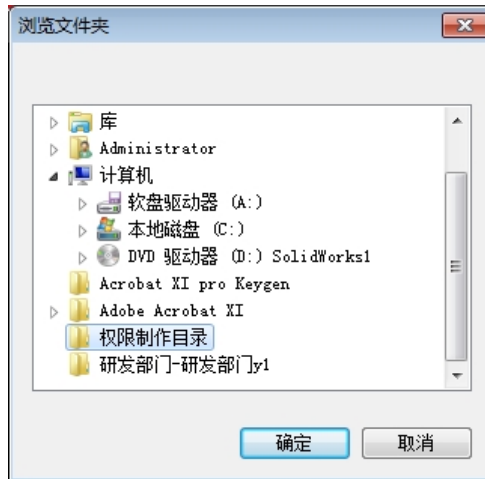 浏览文件夹
库
Administrator
计算机
软盘驱动器 (A:)
本地磁盘 (C:)
DVD 驱动器 (D:) SolidWorks1
Acrobat XI pro Keygen
Adobe Acrobat XI
权限制作目录
研发部门-研发部门y1
确定
取消